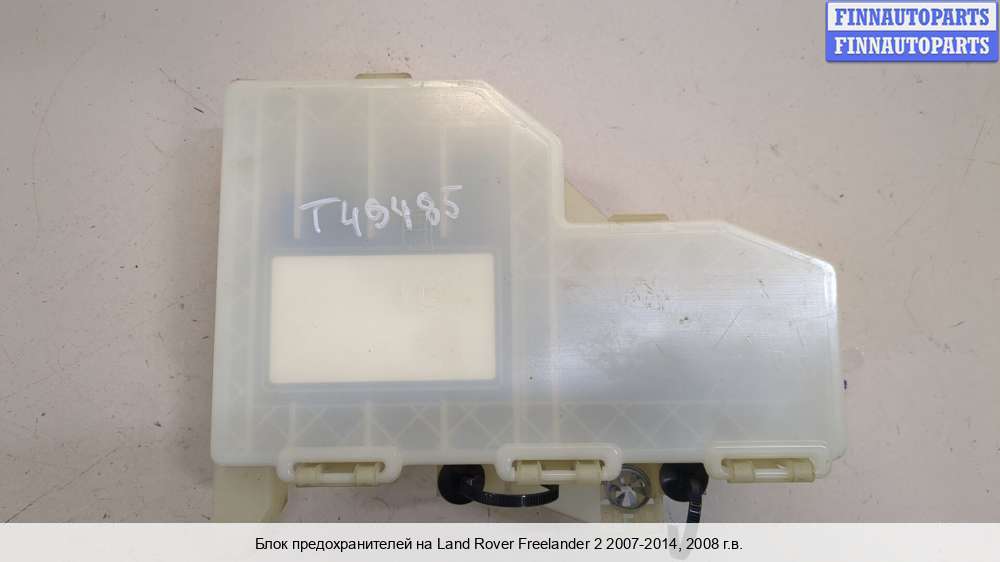 FINNAUTOPARTS
FINNAUTOPARTS
T49485
Блок предохранителей на Land Rover Freelander 2 2007-2014, 2008 г.в.